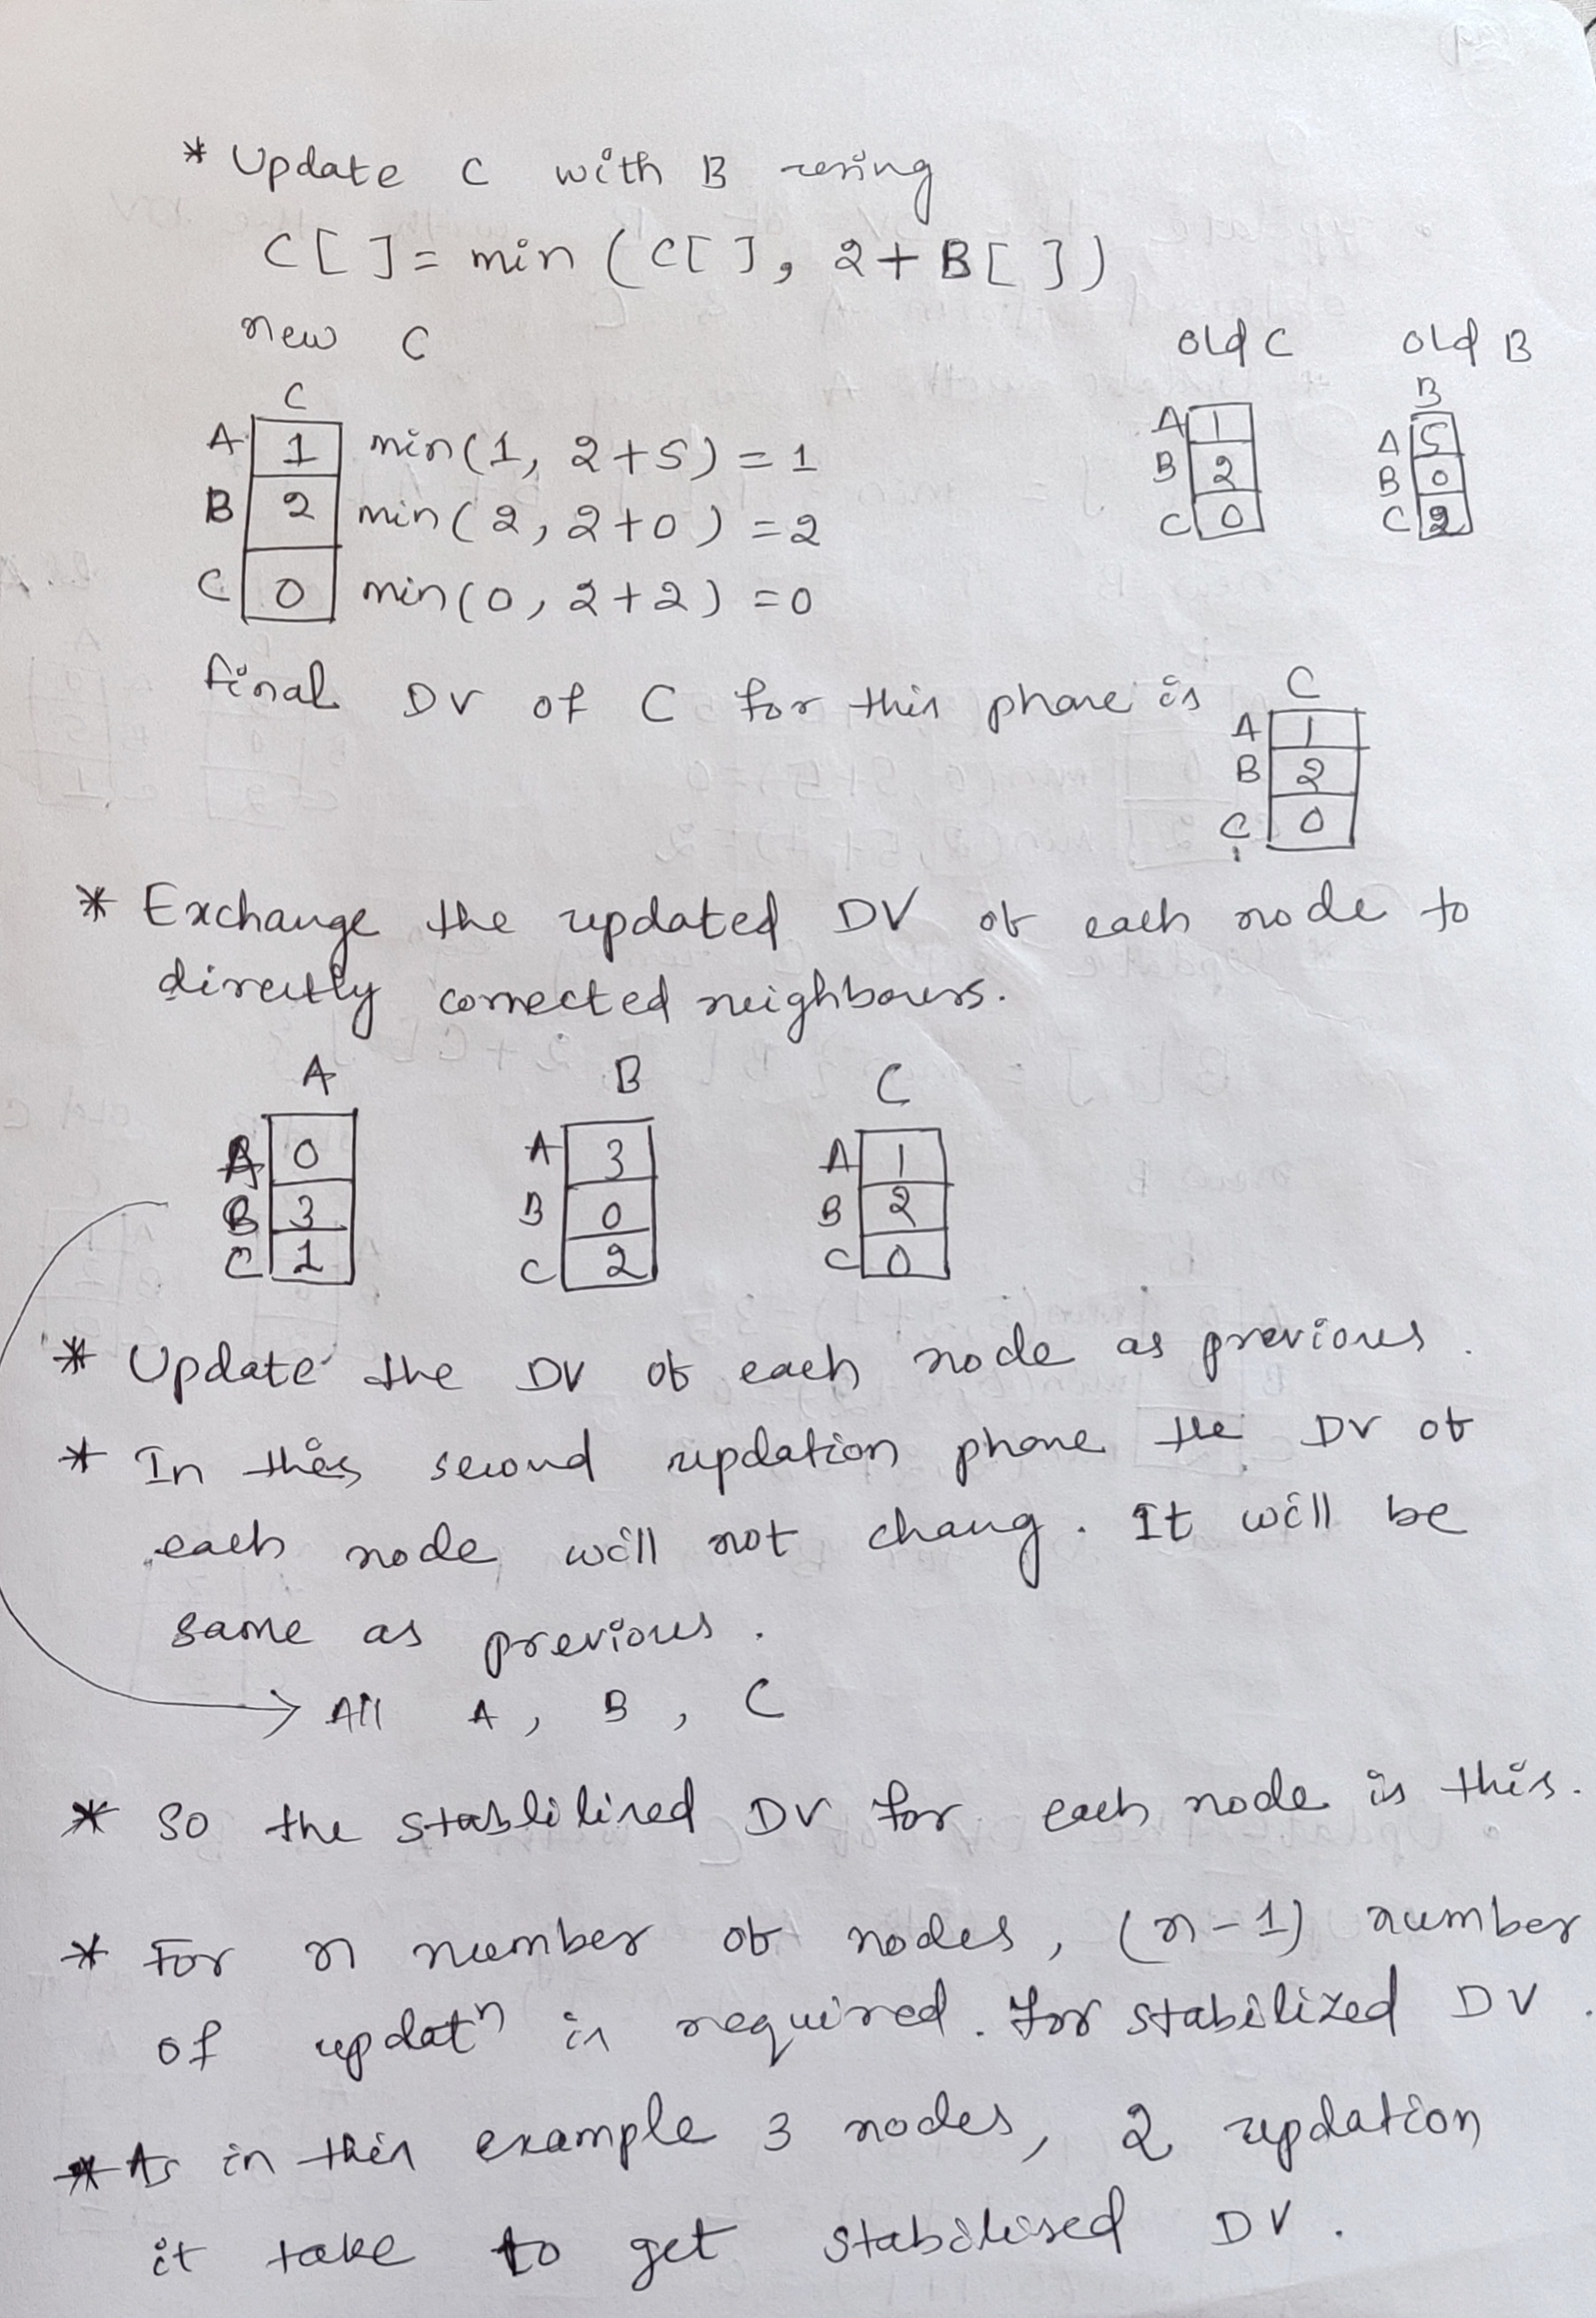 * Update C with B using
C[ ] = min (C[ ], 2 + B[ ])
new C
old C old B
C
A 1 min(1, 2+5) = 1
B 2 min(2, 2+0) = 2
C 0 min(0, 2+2) = 0
A 1
B 2
C 0
B
A 5
B 0
C 2
final DV of C for this phase is
C
A 1
B 2
C 0
* Exchange the updated DV of each node to
directly connected neighbours.
A B C
A 0 A 3 A 1
B 3 B 0 B 2
C 1 C 2 C 0
* Update the DV of each node as previous.
* In this second updation phase the DV of
each node will not chang. It will be
same as previous.
→ All A, B, C
* So the stablilised DV for each node is this.
* For n number of nodes, (n-1) number
of updatⁿ is required. for stabilized DV.
* As in this example 3 nodes, 2 updation
it take to get stabilised DV.